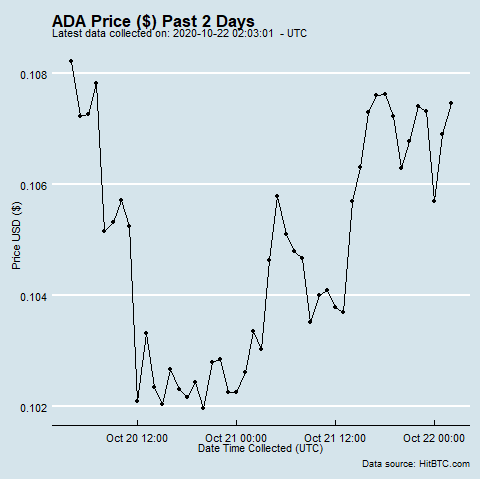 ADA Price ($) Past 2 Days
Latest data collected on: 2020-10-22 02:03:01 - UTC
0.108
0.106
0.104
0.102
Price USD ($)
Oct 20 12:00 Oct 21 00:00 Oct 21 12:00 Oct 22 00:00
Date Time Collected (UTC)
Data source: HitBTC.com